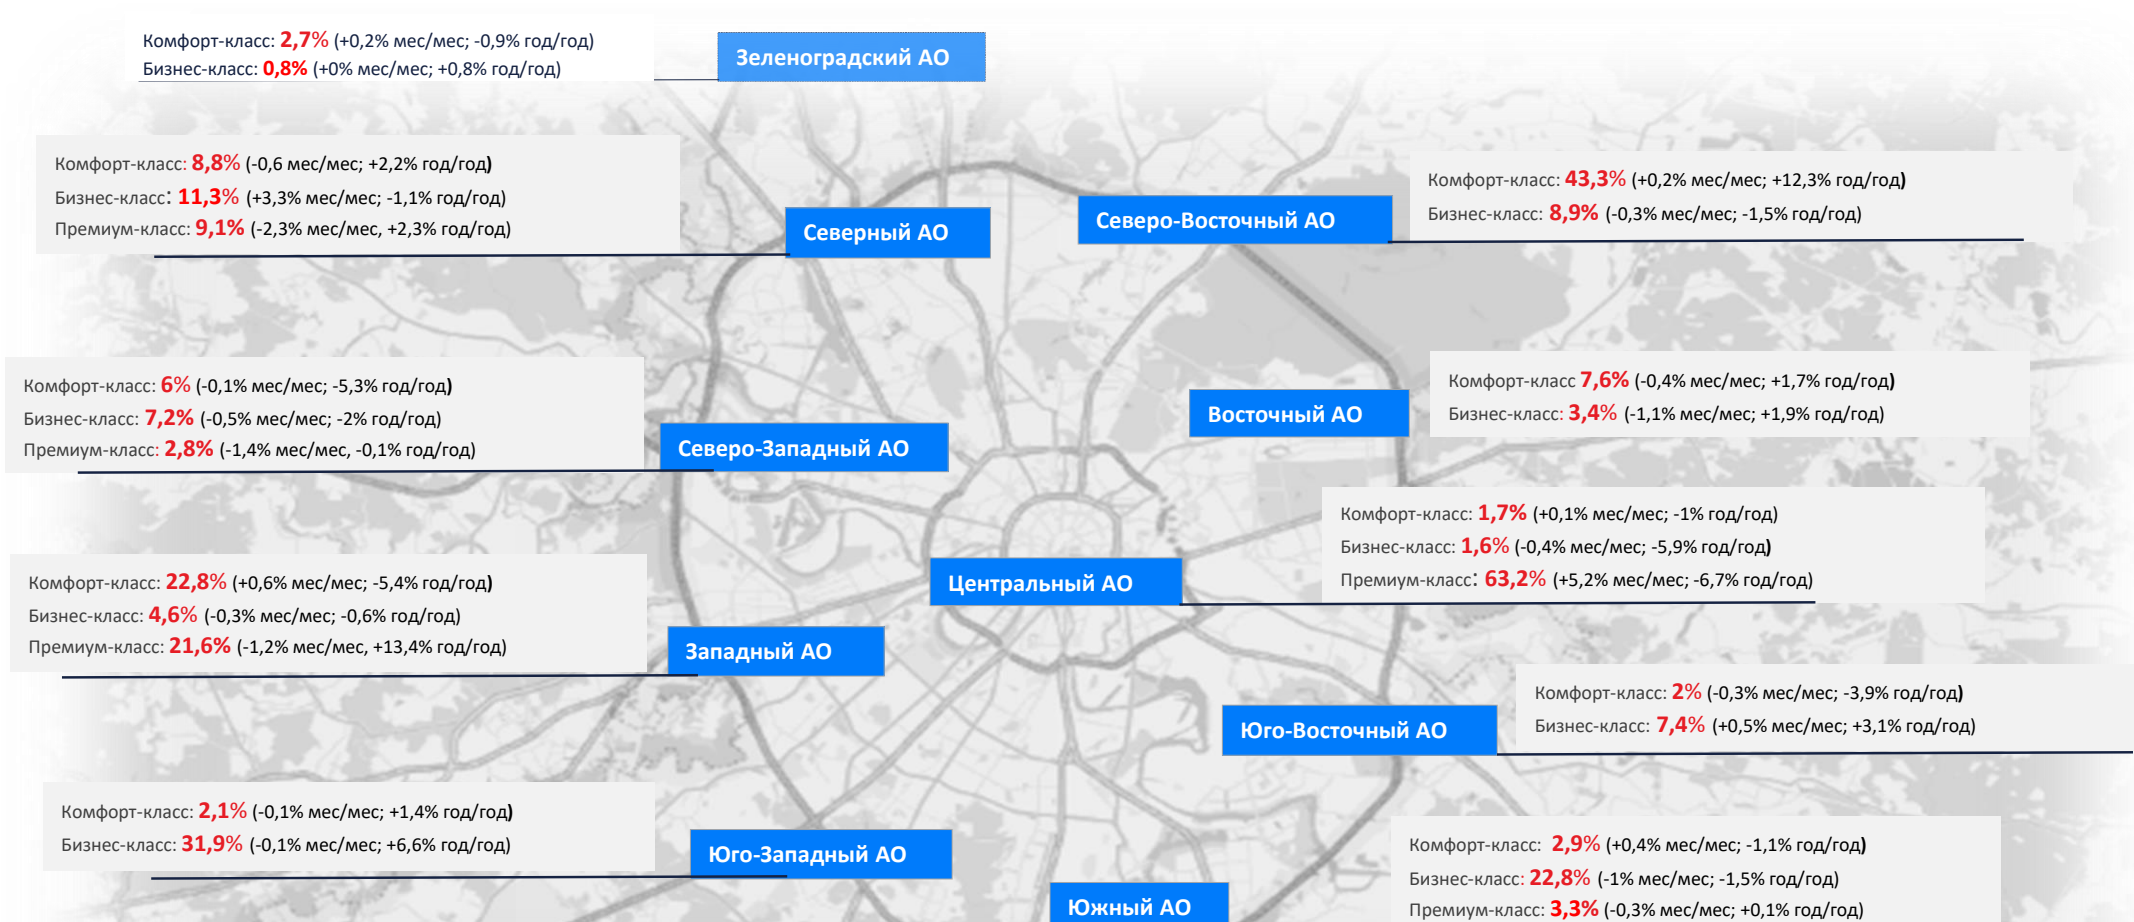 Комфорт-класс: 2,7% (+0,2% мес/мес; -0,9% год/год)
Бизнес-класс: 0,8% (+0% мес/мес; +0,8% год/год)
Зеленоградский АО
Комфорт-класс: 8,8% (-0,6 мес/мес; +2,2% год/год)
Бизнес-класс: 11,3% (+3,3% мес/мес; -1,1% год/год)
Премиум-класс: 9,1% (-2,3% мес/мес, +2,3% год/год)
Северный АО
Северо-Восточный АО
Комфорт-класс: 43,3% (+0,2% мес/мес; +12,3% год/год)
Бизнес-класс: 8,9% (-0,3% мес/мес; -1,5% год/год)
Комфорт-класс: 6% (-0,1% мес/мес; -5,3% год/год)
Бизнес-класс: 7,2% (-0,5% мес/мес; -2% год/год)
Премиум-класс: 2,8% (-1,4% мес/мес, -0,1% год/год)
Северо-Западный АО
Восточный АО
Комфорт-класс 7,6% (-0,4% мес/мес; +1,7% год/год)
Бизнес-класс: 3,4% (-1,1% мес/мес; +1,9% год/год)
Центральный АО
Комфорт-класс: 1,7% (+0,1% мес/мес; -1% год/год)
Бизнес-класс: 1,6% (-0,4% мес/мес; -5,9% год/год)
Премиум-класс: 63,2% (+5,2% мес/мес; -6,7% год/год)
Комфорт-класс: 22,8% (+0,6% мес/мес; -5,4% год/год)
Бизнес-класс: 4,6% (-0,3% мес/мес; -0,6% год/год)
Премиум-класс: 21,6% (-1,2% мес/мес, +13,4% год/год)
Западный АО
Юго-Восточный АО
Комфорт-класс: 2% (-0,3% мес/мес; -3,9% год/год)
Бизнес-класс: 7,4% (+0,5% мес/мес; +3,1% год/год)
Комфорт-класс: 2,1% (-0,1% мес/мес; +1,4% год/год)
Бизнес-класс: 31,9% (-0,1% мес/мес; +6,6% год/год)
Юго-Западный АО
Южный АО
Комфорт-класс: 2,9% (+0,4% мес/мес; -1,1% год/год)
Бизнес-класс: 22,8% (-1% мес/мес; -1,5% год/год)
Премиум-класс: 3,3% (-0,3% мес/мес; +0,1% год/год)